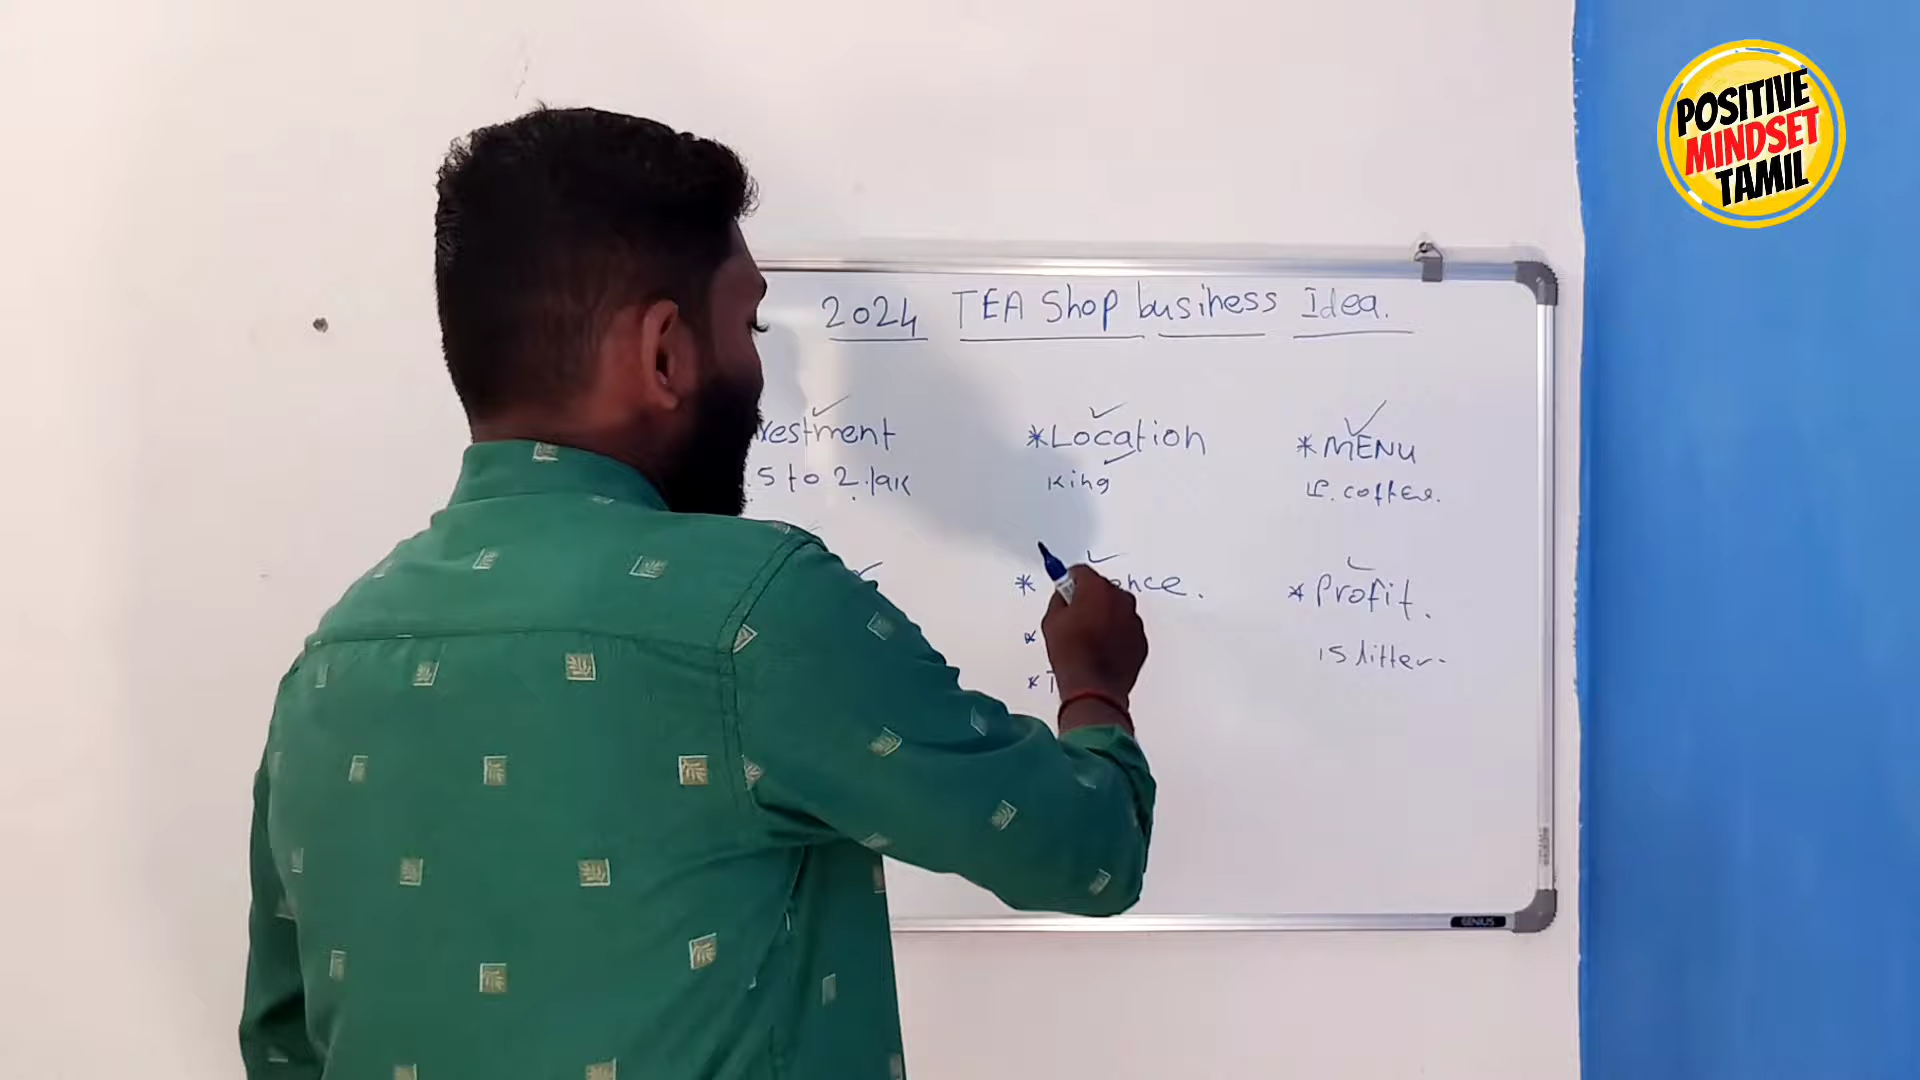 POSITIVE
MINDSET
TAMIL
2024 TEA Shop business Idea.
vestment
5 to 2.lak
*Location
King
*MENU
coffee.
*
*Profit.
15 litter.
*
*T
GENIUS